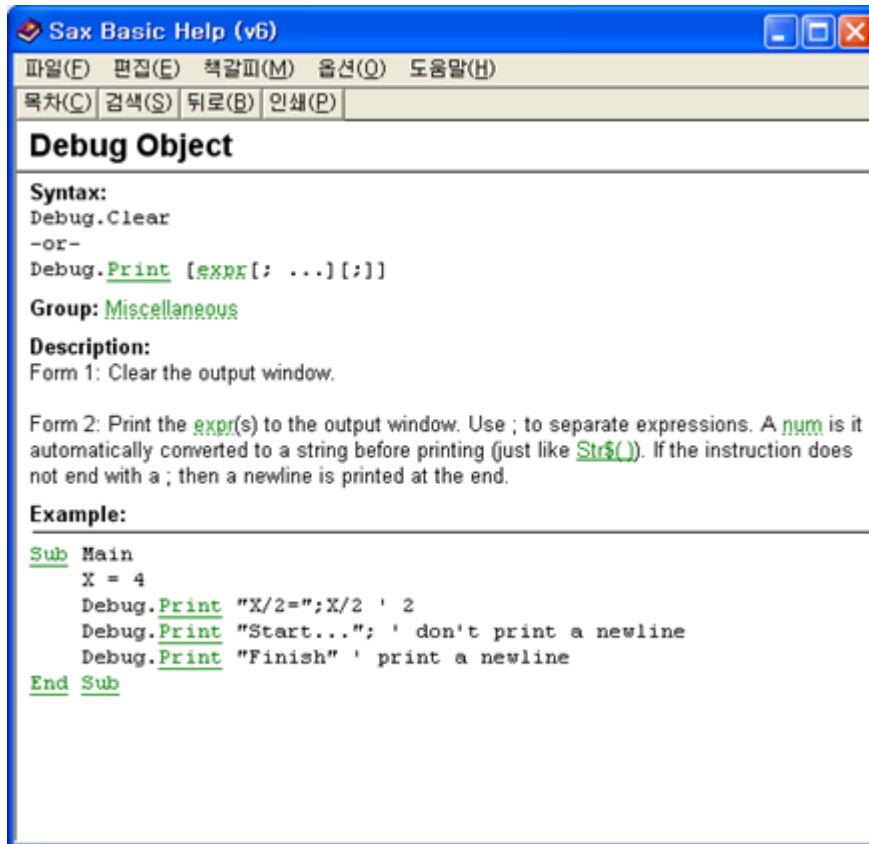 Sax Basic Help (v6)
파일(F) 편집(E) 책갈피(M) 옵션(O) 도움말(H)
목차(C) 검색(S) 뒤로(B) 인쇄(P)
Debug Object
Syntax:
Debug.Clear
-or-
Debug.Print [expr[; ...][;]]
Group: Miscellaneous
Description:
Form 1: Clear the output window.
Form 2: Print the expr(s) to the output window. Use ; to separate expressions. A num is it
automatically converted to a string before printing (just like Str$( )). If the instruction does
not end with a ; then a newline is printed at the end.
Example:
Sub Main
X = 4
Debug.Print "X/2=";X/2 ' 2
Debug.Print "Start..."; ' don't print a newline
Debug.Print "Finish" ' print a newline
End Sub